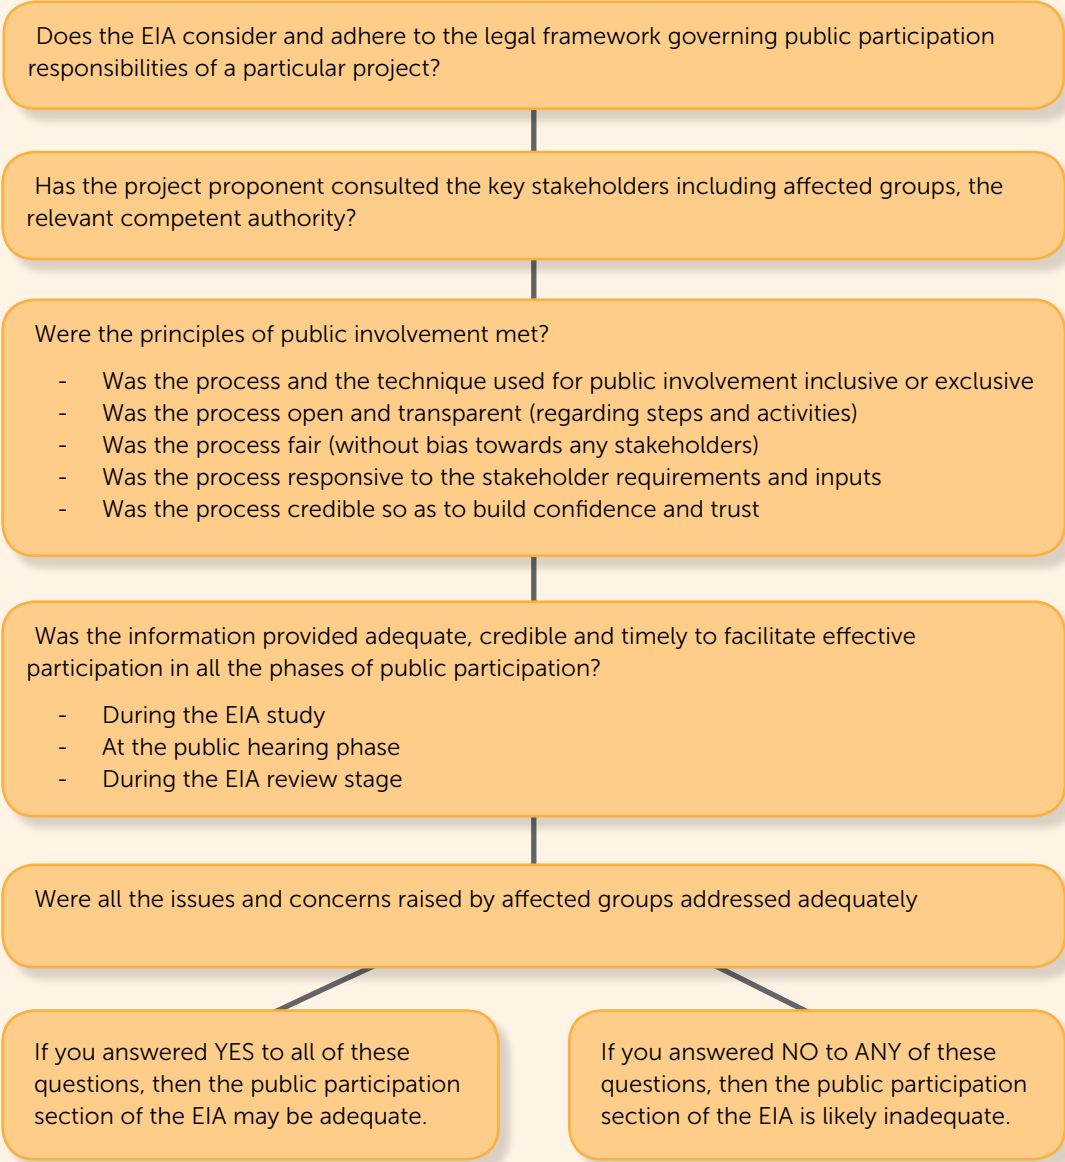 Does the EIA consider and adhere to the legal framework governing public participation
responsibilities of a particular project?
Has the project proponent consulted the key stakeholders including affected groups, the
relevant competent authority?
Were the principles of public involvement met?
- Was the process and the technique used for public involvement inclusive or exclusive
- Was the process open and transparent (regarding steps and activities)
- Was the process fair (without bias towards any stakeholders)
- Was the process responsive to the stakeholder requirements and inputs
- Was the process credible so as to build confidence and trust
Was the information provided adequate, credible and timely to facilitate effective
participation in all the phases of public participation?
- During the EIA study
- At the public hearing phase
- During the EIA review stage
Were all the issues and concerns raised by affected groups addressed adequately
If you answered YES to all of these
questions, then the public participation
section of the EIA may be adequate.
If you answered NO to ANY of these
questions, then the public participation
section of the EIA is likely inadequate.